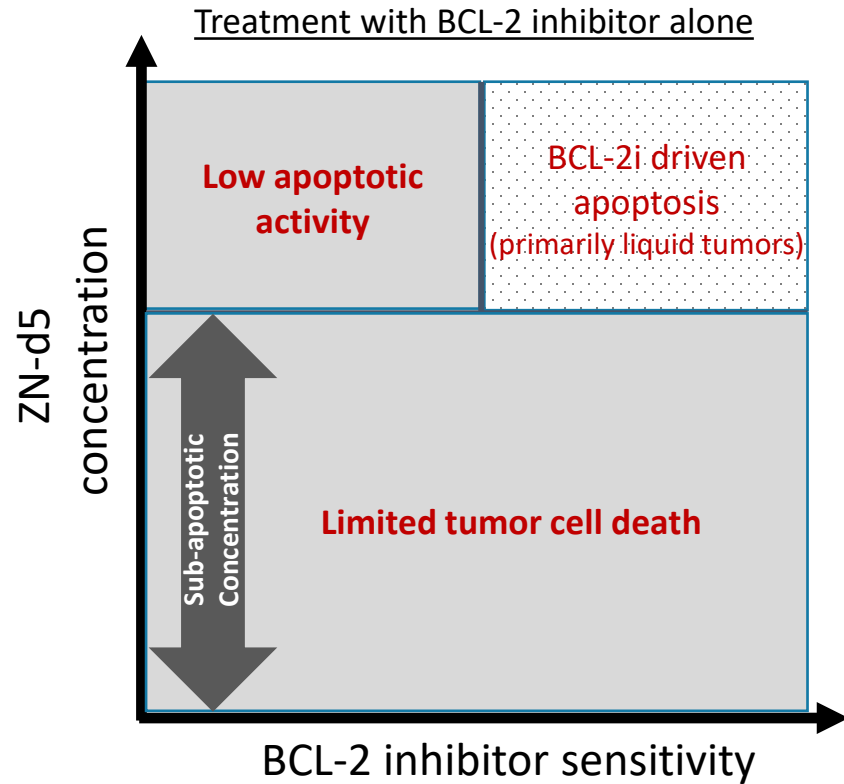 Treatment with BCL-2 inhibitor alone
Low apoptotic
activity
BCL-2i driven
apoptosis
(primarily liquid tumors)
ZN-d5
concentration
Sub-apoptotic
Concentration
Limited tumor cell death
BCL-2 inhibitor sensitivity